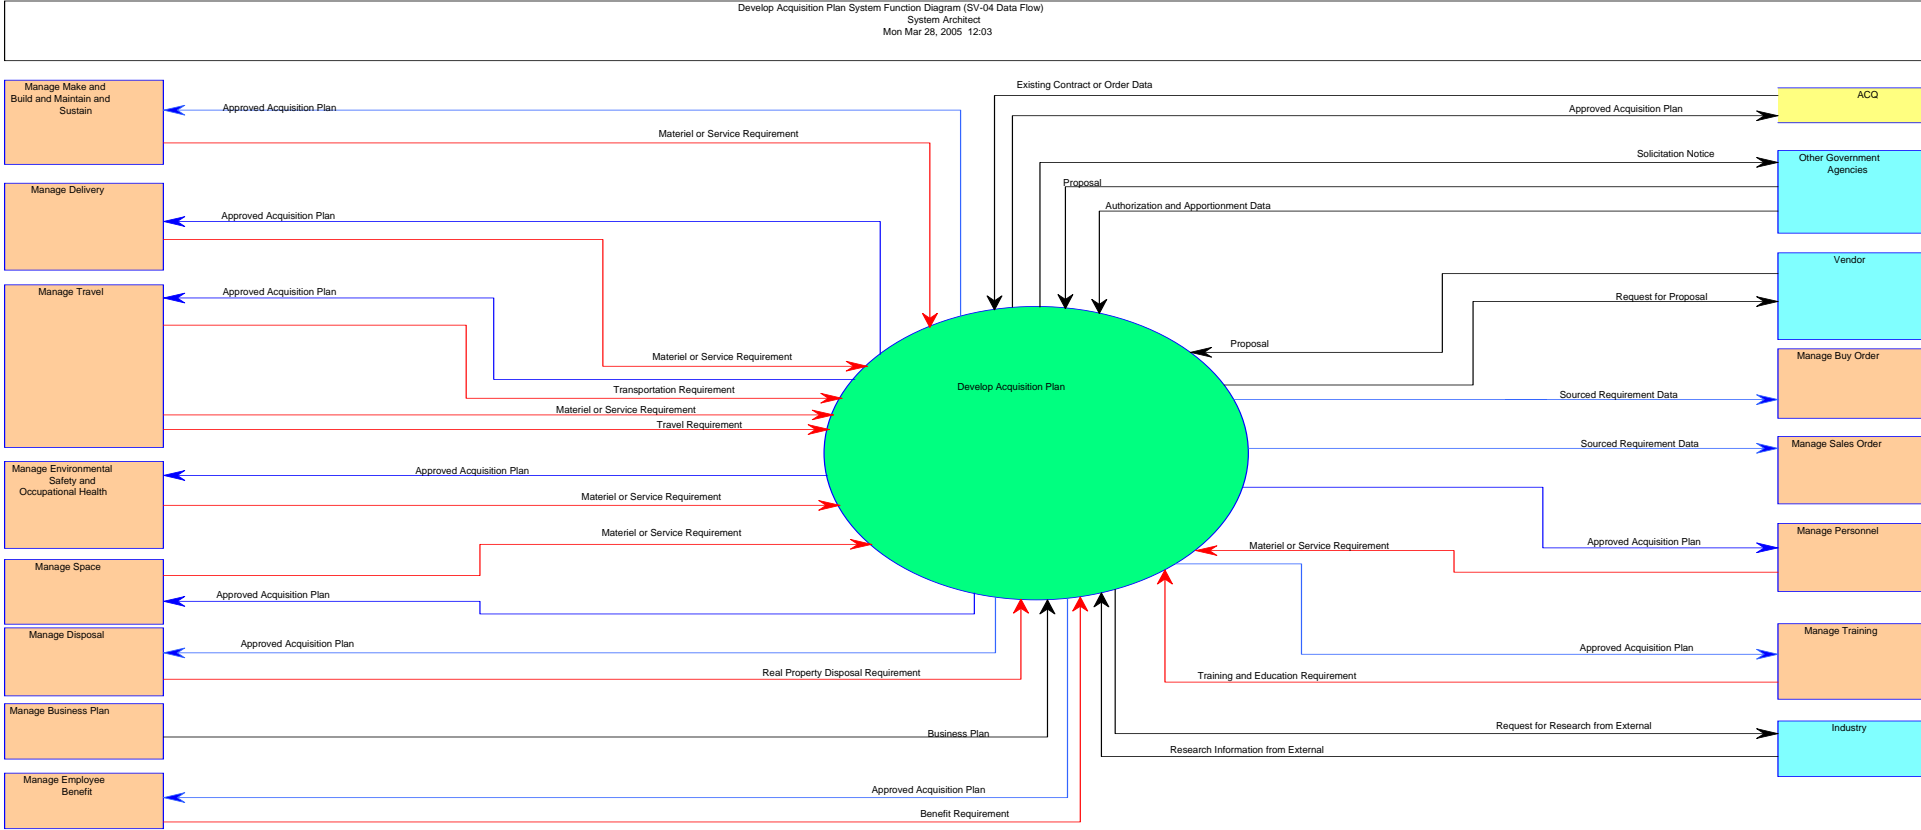 Develop Acquisition Plan System Function Diagram (SV-04 Data Flow)
System Architect
Mon Mar 28, 2005  12:03
Manage Make and
Build and Maintain and
Sustain
Approved Acquisition Plan
Materiel or Service Requirement
Manage Delivery
Approved Acquisition Plan
Materiel or Service Requirement
Manage Travel
Approved Acquisition Plan
Transportation Requirement
Materiel or Service Requirement
Travel Requirement
Manage Environmental
Safety and
Occupational Health
Approved Acquisition Plan
Materiel or Service Requirement
Manage Space
Materiel or Service Requirement
Approved Acquisition Plan
Manage Disposal
Approved Acquisition Plan
Real Property Disposal Requirement
Manage Business Plan
Business Plan
Manage Employee
Benefit
Approved Acquisition Plan
Benefit Requirement
Develop Acquisition Plan
Existing Contract or Order Data
Approved Acquisition Plan
ACQ
Solicitation Notice
Proposal
Authorization and Apportionment Data
Other Government
Agencies
Vendor
Request for Proposal
Proposal
Manage Buy Order
Sourced Requirement Data
Sourced Requirement Data
Manage Sales Order
Manage Personnel
Approved Acquisition Plan
Materiel or Service Requirement
Manage Training
Approved Acquisition Plan
Training and Education Requirement
Industry
Request for Research from External
Research Information from External